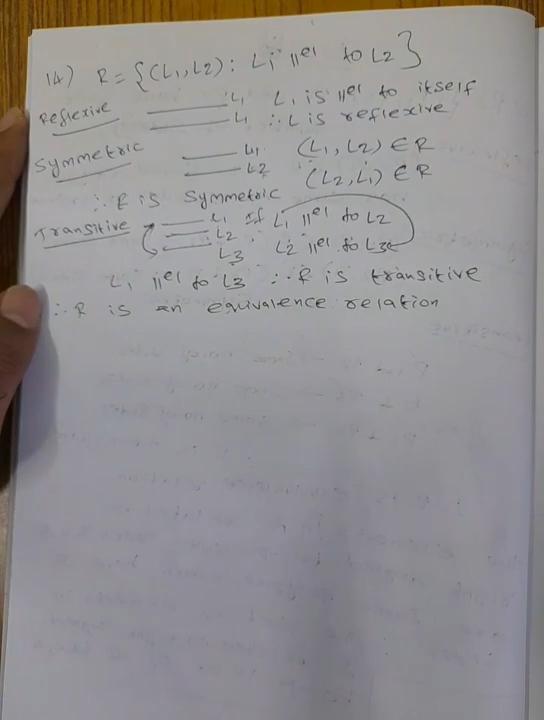 14) R = {(L1, L2) : L1 ||el to L2}
Reflexive L1 L1 is ||el to itself
L1 ∴ L is reflexive
Symmetric L1 (L1, L2) ∈ R
L2 (L2, L1) ∈ R
∴ R is Symmetric
Transitive L1 if L1 ||el to L2
L2
L3 L2 ||el to L3
L1 ||el to L3 ∴ R is transitive
∴ R is an equivalence relation